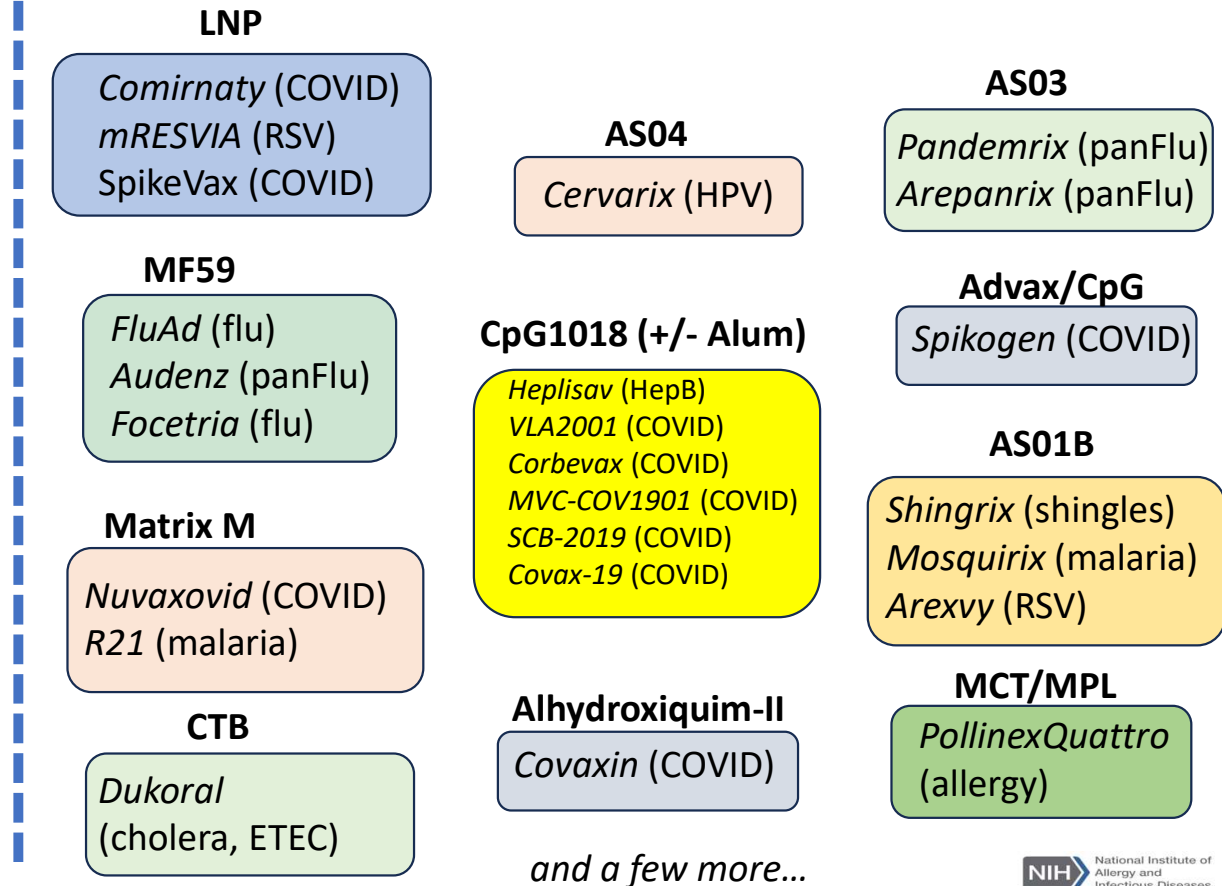 LNP
Comirnaty (COVID)
mRESVIA (RSV)
SpikeVax (COVID)
MF59
FluAd (flu)
Audenz (panFlu)
Focetria (flu)
Matrix M
Nuvaxovid (COVID)
R21 (malaria)
CTB
Dukoral
(cholera, ETEC)
AS04
Cervarix (HPV)
CpG1018 (+/- Alum)
Heplisav (HepB)
VLA2001 (COVID)
Corbevax (COVID)
MVC-COV1901 (COVID)
SCB-2019 (COVID)
Covax-19 (COVID)
Alhydroxiquim-II
Covaxin (COVID)
and a few more...
AS03
Pandemrix (panFlu)
Arepanrix (panFlu)
Advax/CpG
Spikogen (COVID)
AS01B
Shingrix (shingles)
Mosquirix (malaria)
Arexvy (RSV)
MCT/MPL
PollinexQuattro
(allergy)
NIH
National Institute of
Allergy and
Infectious Diseases